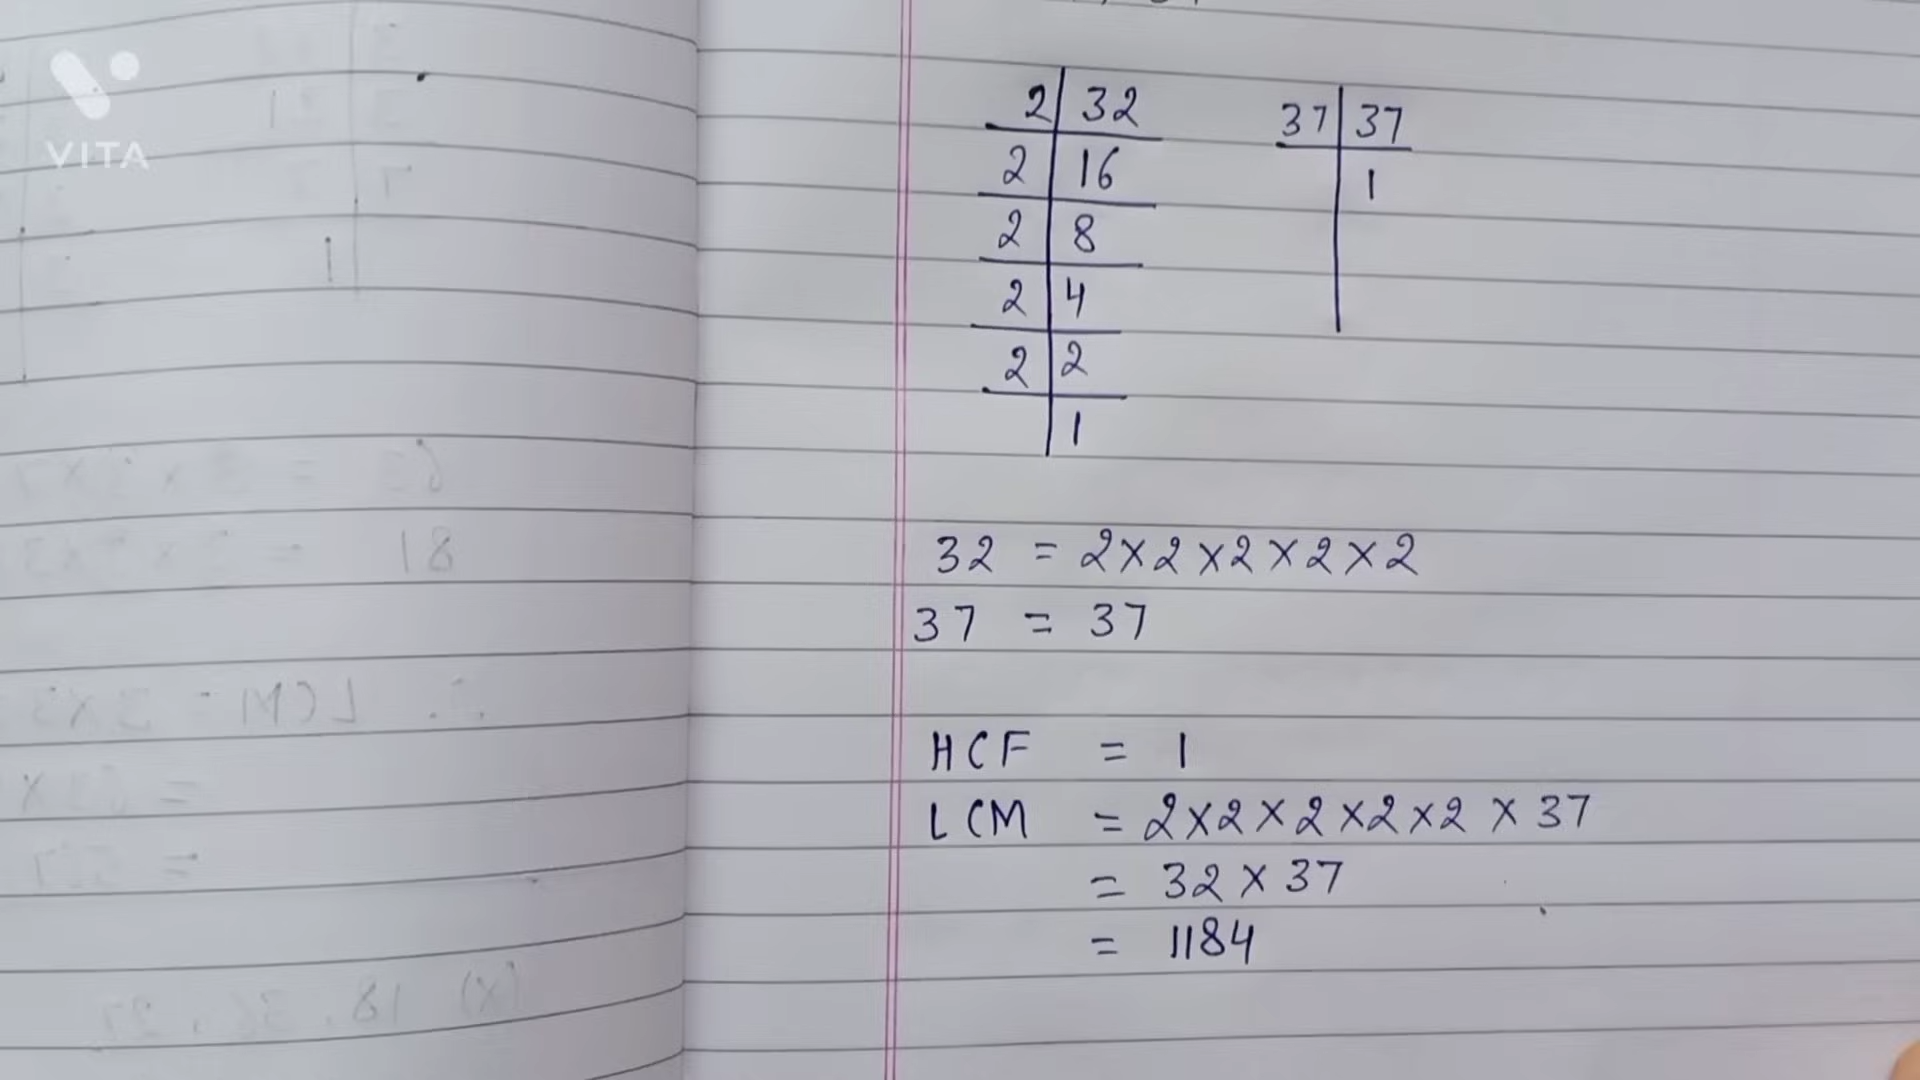 VITA
2 | 32
2 | 16
2 | 8
2 | 4
2 | 2
1
37 | 37
1
32 = 2 × 2 × 2 × 2 × 2
37 = 37
HCF = 1
LCM = 2 × 2 × 2 × 2 × 2 × 37
= 32 × 37
= 1184